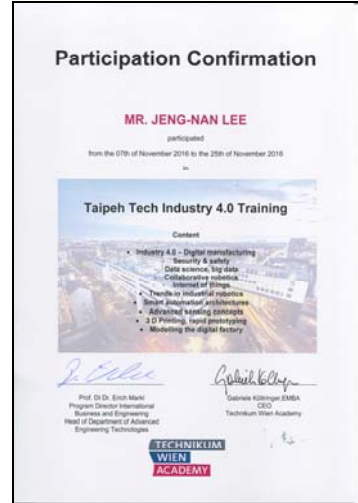 Participation Confirmation
MR. JENG-NAN LEE
participated
from the 07th of November 2016 to the 25th of November 2016
in
Taipeh Tech Industry 4.0 Training
Content
• Industry 4.0 – Digital manufacturing
Security & safety
Data science, big data
Collaborative robotics
Internet of things
• Trends in industrial robotics
• Smart automation architectures
• Advanced sensing concepts
• 3 D Printing, rapid prototyping
• Modelling the digital factory
Prof. DI Dr. Erich Markl
Program Director International
Business and Engineering
Head of Department of Advanced
Engineering Technologies
Gabriele Költringer, EMBA
CEO
Technikum Wien Academy
TECHNIKUM
WIEN
ACADEMY